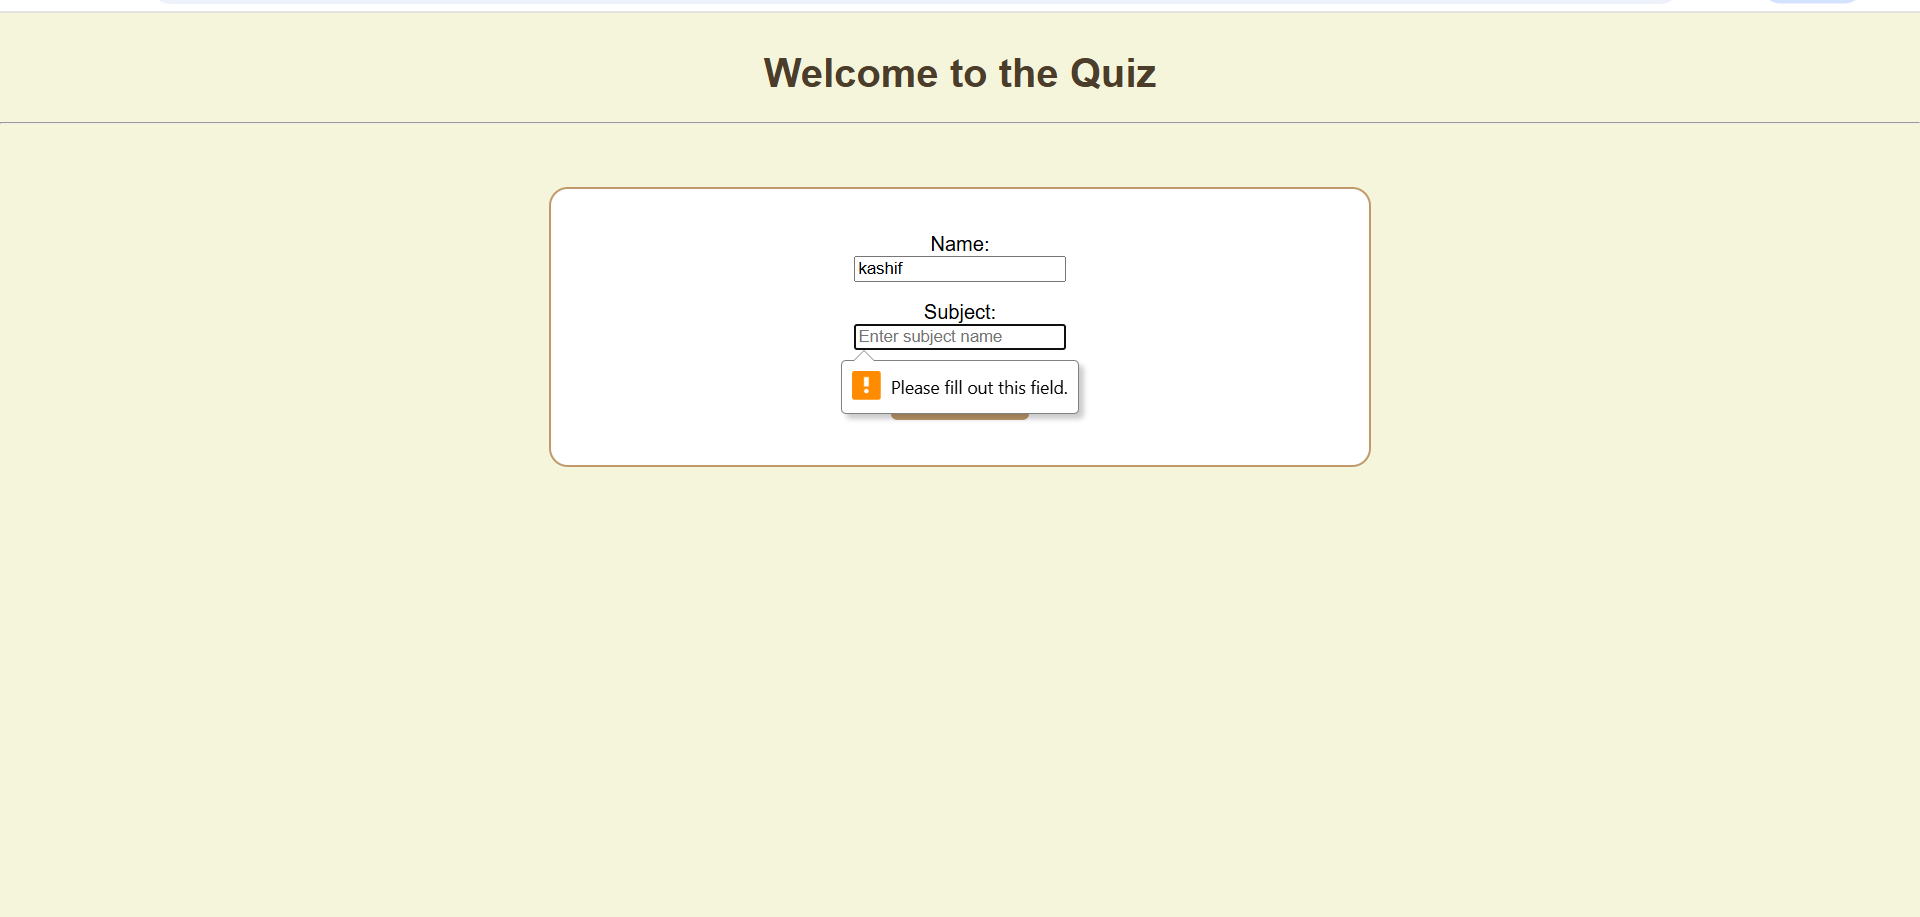 Welcome to the Quiz
Name:
kashif
Subject:
Enter subject name
Please fill out this field.